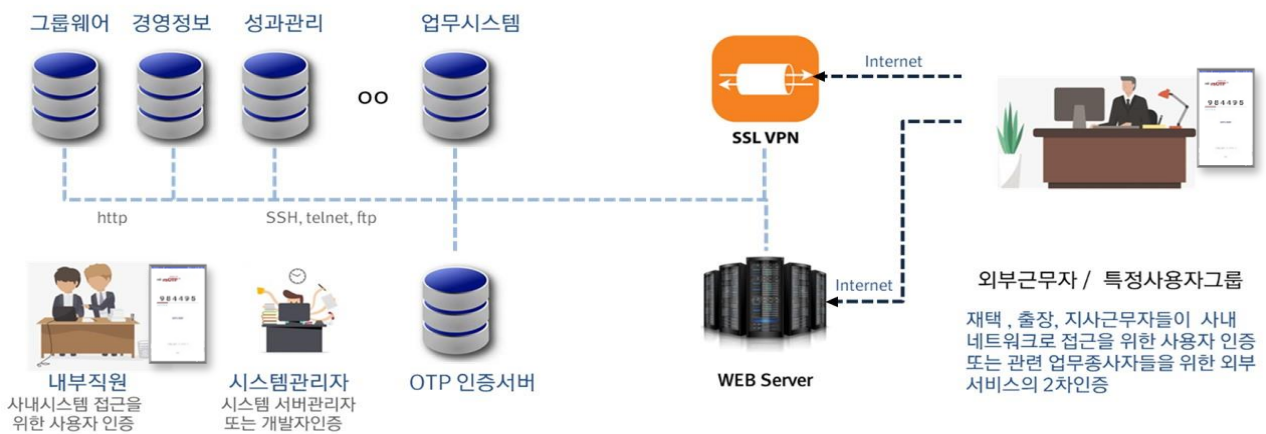 그룹웨어
경영정보
성과관리
업무시스템
OO
SSL VPN
Internet
984498
http
SSH, telnet, ftp
984498
Internet
외부근무자 / 특정사용자그룹
재택 , 출장, 지사근무자들이 사내
네트워크로 접근을 위한 사용자 인증
또는 관련 업무종사자들을 위한 외부
서비스의 2차인증
내부직원
사내시스템 접근을
위한 사용자 인증
시스템관리자
시스템 서버관리자
또는 개발자인증
OTP 인증서버
WEB Server